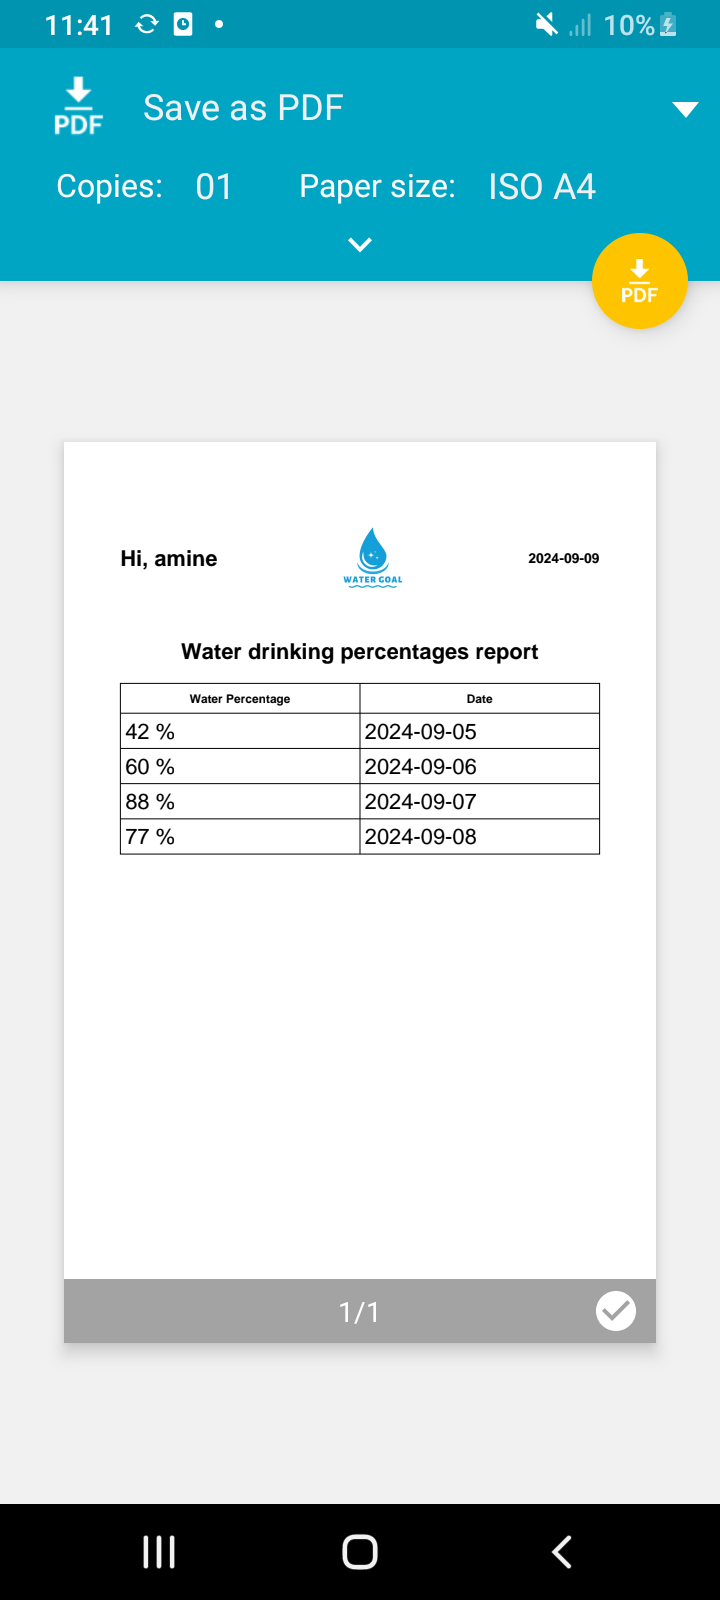 11:41 10%
PDF Save as PDF
Copies: 01 Paper size: ISO A4
PDF
Hi, amine WATER GOAL 2024-09-09
Water drinking percentages report
Water Percentage Date
42 % 2024-09-05
60 % 2024-09-06
88 % 2024-09-07
77 % 2024-09-08
1/1